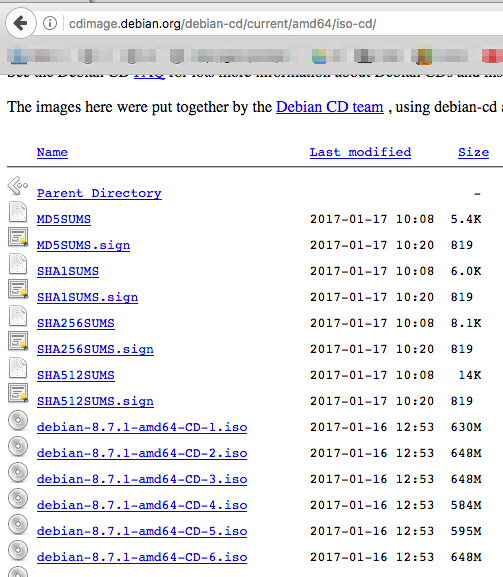 cdimage.debian.org/debian-cd/current/amd64/iso-cd/
See the Debian CD FAQ for lots more information about Debian CDs and
The images here were put together by the Debian CD team , using debian-cd
Name Last modified Size
Parent Directory -
MD5SUMS 2017-01-17 10:08 5.4K
MD5SUMS.sign 2017-01-17 10:20 819
SHA1SUMS 2017-01-17 10:08 6.0K
SHA1SUMS.sign 2017-01-17 10:20 819
SHA256SUMS 2017-01-17 10:08 8.1K
SHA256SUMS.sign 2017-01-17 10:20 819
SHA512SUMS 2017-01-17 10:08 14K
SHA512SUMS.sign 2017-01-17 10:20 819
debian-8.7.1-amd64-CD-1.iso 2017-01-16 12:53 630M
debian-8.7.1-amd64-CD-2.iso 2017-01-16 12:53 648M
debian-8.7.1-amd64-CD-3.iso 2017-01-16 12:53 648M
debian-8.7.1-amd64-CD-4.iso 2017-01-16 12:53 584M
debian-8.7.1-amd64-CD-5.iso 2017-01-16 12:53 595M
debian-8.7.1-amd64-CD-6.iso 2017-01-16 12:53 648M